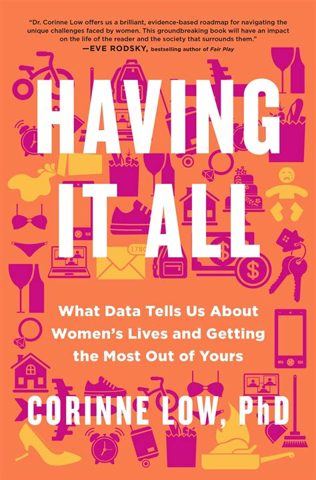 “Dr. Corinne Low offers us a brilliant, evidence-based roadmap for navigating the
unique challenges faced by women. This groundbreaking book will have an impact
on the life of the reader and the society that surrounds them.”
—EVE RODSKY, bestselling author of Fair Play
HAVING
IT ALL
What Data Tells Us About
Women’s Lives and Getting
the Most Out of Yours
CORINNE LOW, PhD